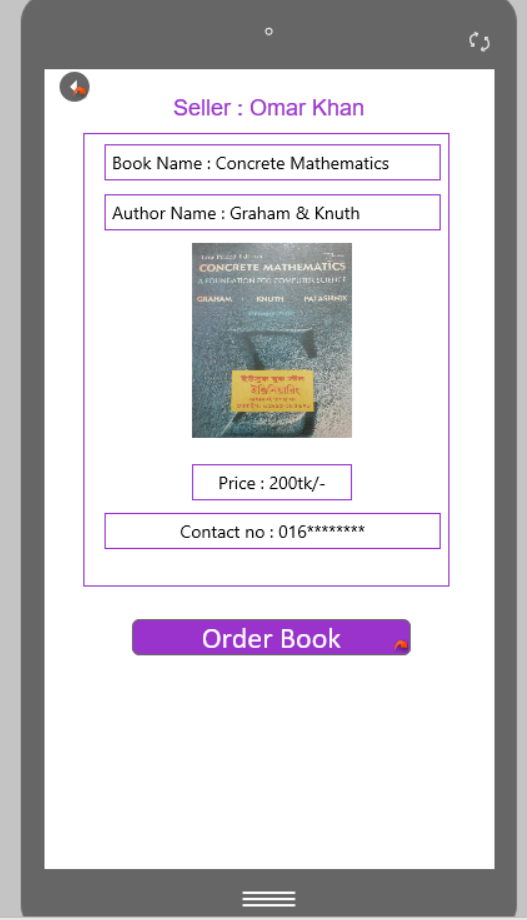 Seller : Omar Khan
Book Name : Concrete Mathematics
Author Name : Graham & Knuth
CONCRETE MATHEMATICS
A FOUNDATION FOR COMPUTER SCIENCE
GRAHAM KNUTH PATASHNIK
ইঞ্জিনিয়ারিং
Price : 200tk/-
Contact no : 016********
Order Book